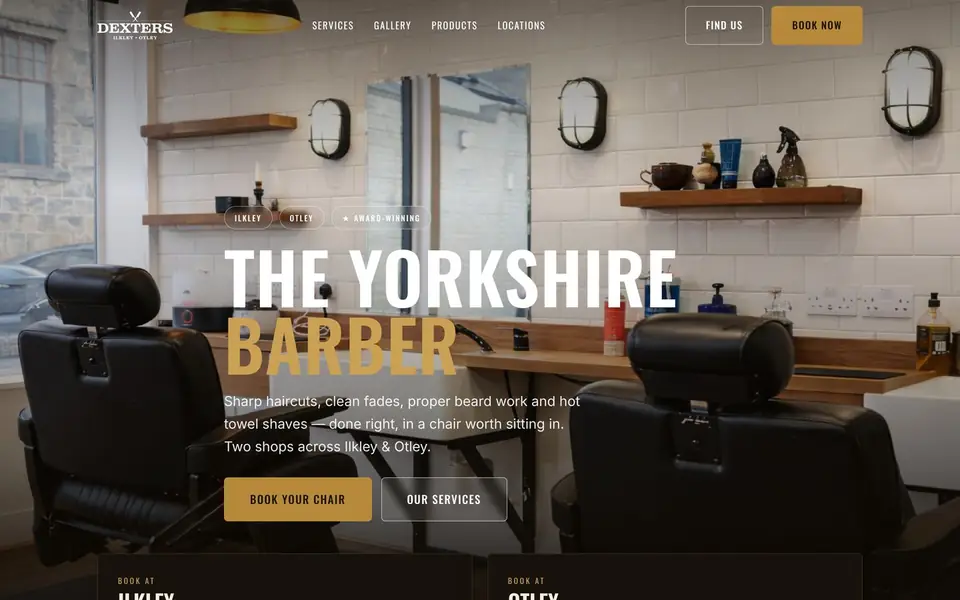 DEXTERS
ILKLEY • OTLEY
SERVICES
GALLERY
PRODUCTS
LOCATIONS
FIND US
BOOK NOW
ILKLEY
OTLEY
★ AWARD-WINNING
THE YORKSHIRE
BARBER
Sharp haircuts, clean fades, proper beard work and hot
towel shaves — done right, in a chair worth sitting in.
Two shops across Ilkley & Otley.
BOOK YOUR CHAIR
OUR SERVICES
BOOK AT
ILKLEY
BOOK AT
OTLEY